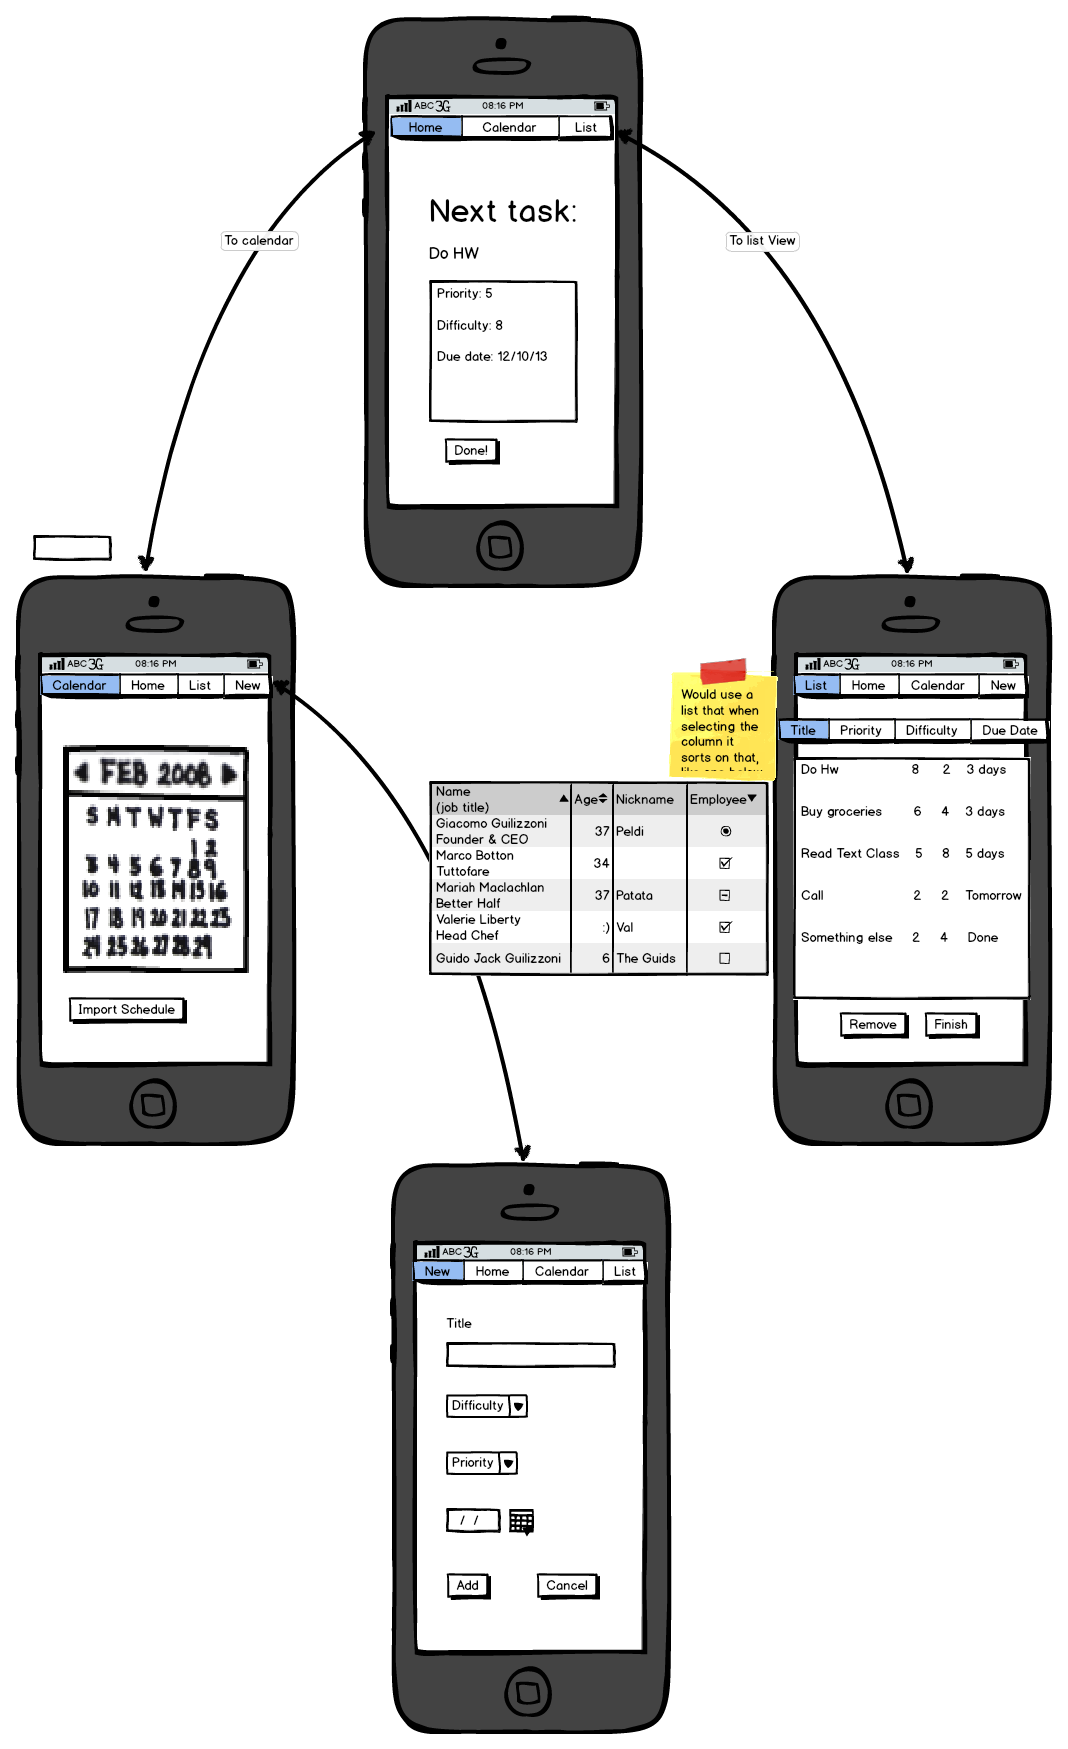 ABC 3G 08:16 PM
Home Calendar List
Next task:
Do HW
Priority: 5
Difficulty: 8
Due date: 12/10/13
Done!
To calendar
To list View
ABC 3G 08:16 PM
Calendar Home List New
FEB 2008
S M T W T F S
1 2
3 4 5 6 7 8 9
10 11 12 13 14 15 16
17 18 19 20 21 22 23
24 25 26 27 28 29
Import Schedule
Would use a
list that when
selecting the
column it
sorts on that,
like one below
Name
(job title) Age Nickname Employee
Giacomo Guilizzoni
Founder & CEO 37 Peldi
Marco Botton
Tuttofare 34
Mariah Maclachlan
Better Half 37 Patata
Valerie Liberty
Head Chef :) Val
Guido Jack Guilizzoni 6 The Guids
ABC 3G 08:16 PM
List Home Calendar New
Title Priority Difficulty Due Date
Do Hw 8 2 3 days
Buy groceries 6 4 3 days
Read Text Class 5 8 5 days
Call 2 2 Tomorrow
Something else 2 4 Done
Remove Finish
ABC 3G 08:16 PM
New Home Calendar List
Title
Difficulty
Priority
/ /
Add Cancel